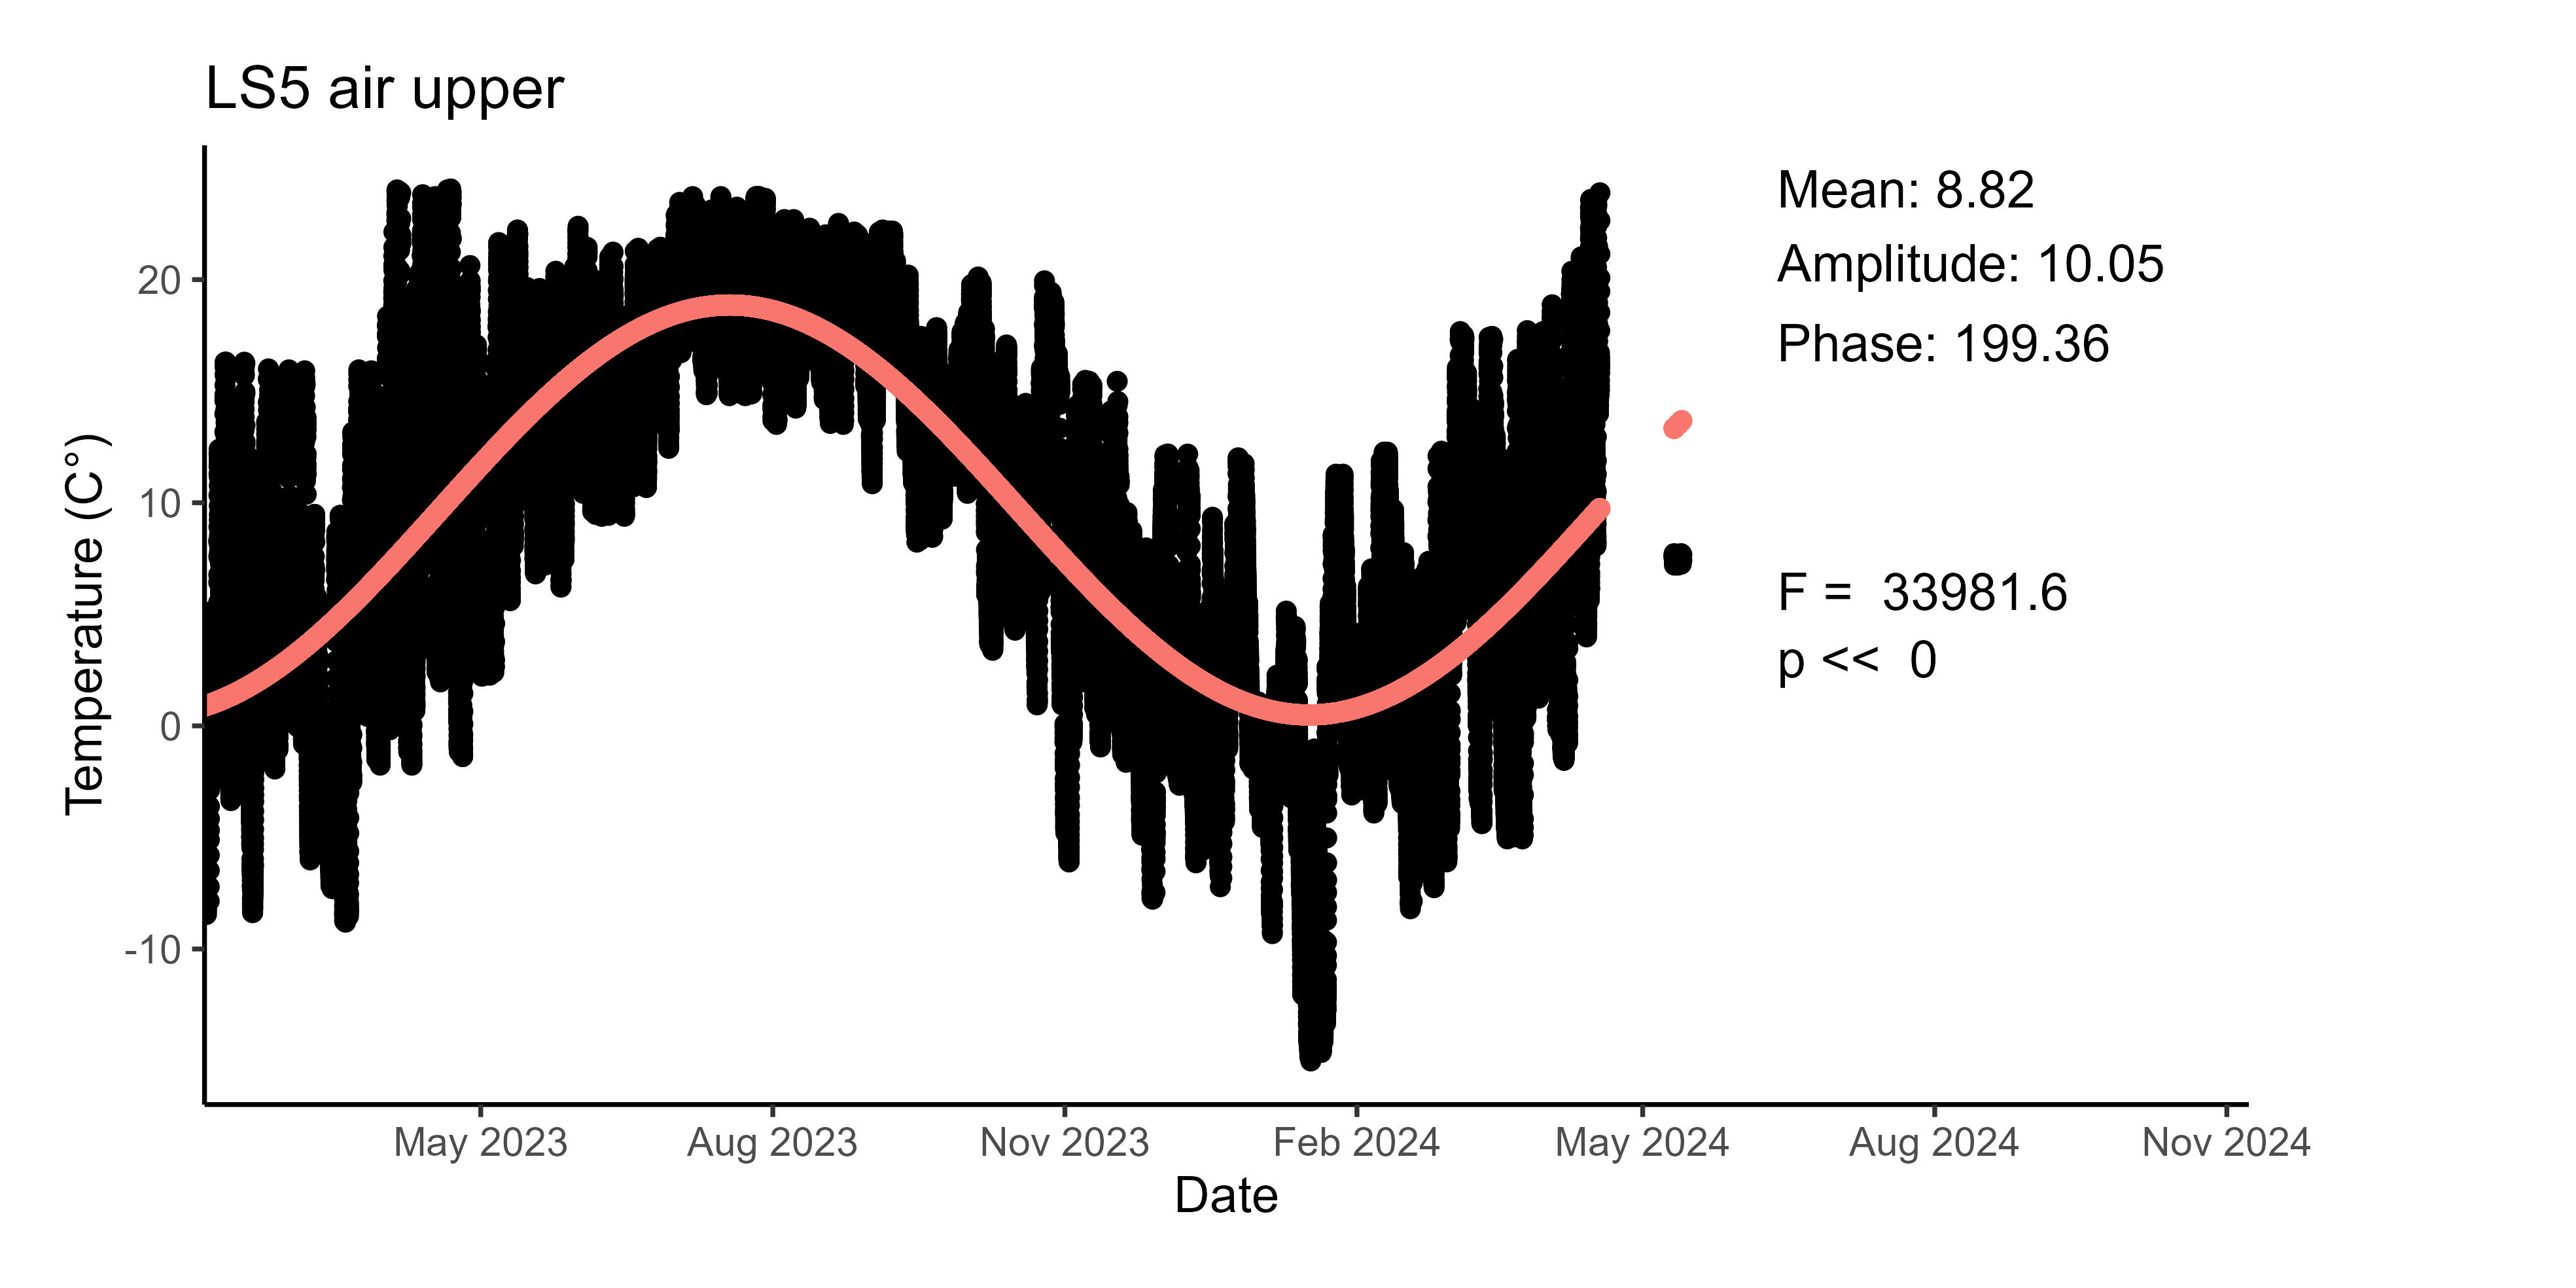 LS5 air upper
Mean: 8.82
Amplitude: 10.05
Phase: 199.36
F =  33981.6
p <<  0
Temperature (C°)
20
10
0
-10
May 2023
Aug 2023
Nov 2023
Feb 2024
May 2024
Aug 2024
Nov 2024
Date